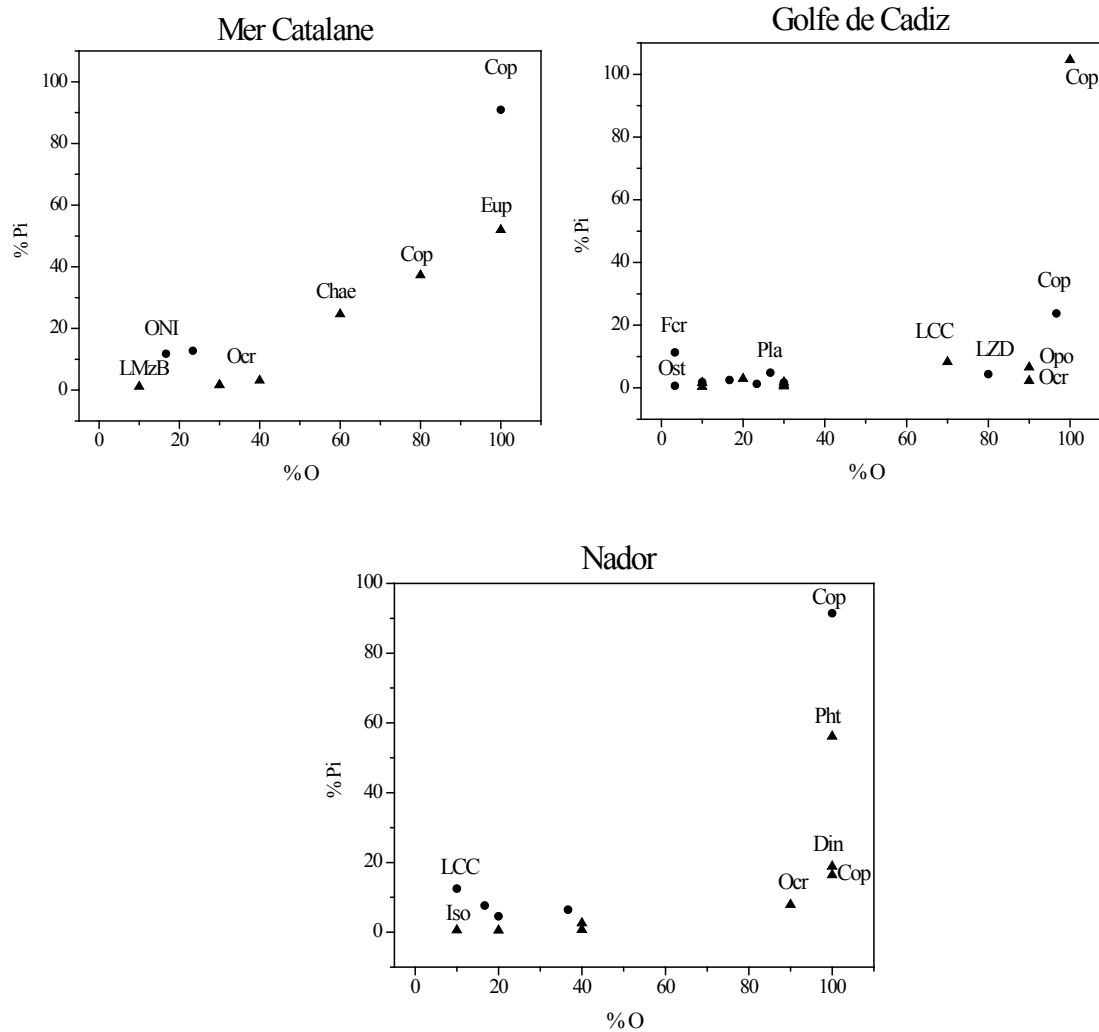 Mer Catalane
100
80
60
40
20
0
%Pi
Cop
Eup
Cop
Chae
ONI
Ocr
LMzB
0 20 40 60 80 100
%O
Golfe de Cadiz
100
80
60
40
20
0
%Pi
Cop
Cop
Fcr
LCC
LZD
Opo
Pla
Ost
Ocr
0 20 40 60 80 100
%O
Nador
100
80
60
40
20
0
%Pi
Cop
Pht
Din
LCC
Cop
Ocr
Iso
0 20 40 60 80 100
%O